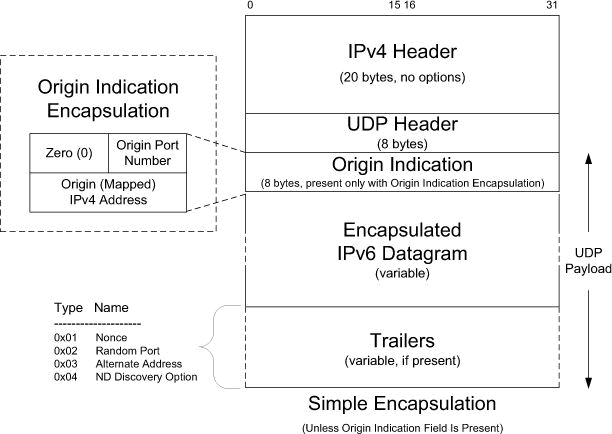 0 15 16 31
IPv4 Header
(20 bytes, no options)
UDP Header
(8 bytes)
Origin Indication
(8 bytes, present only with Origin Indication Encapsulation)
Encapsulated
IPv6 Datagram
(variable)
Trailers
(variable, if present)
UDP
Payload
Origin Indication
Encapsulation
Zero (0)
Origin Port
Number
Origin (Mapped)
IPv4 Address
Type Name
--------------------
0x01 Nonce
0x02 Random Port
0x03 Alternate Address
0x04 ND Discovery Option
Simple Encapsulation
(Unless Origin Indication Field Is Present)